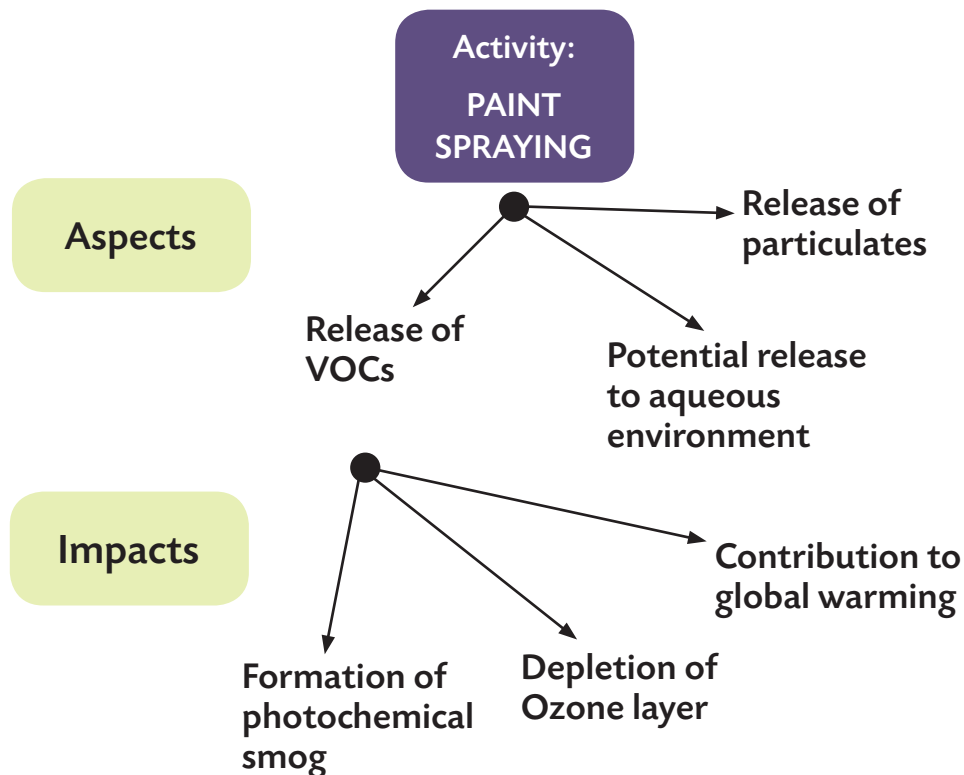 Activity:
PAINT
SPRAYING
Aspects
Release of
particulates
Release of
VOCs
Potential release
to aqueous
environment
Impacts
Contribution to
global warming
Formation of
photochemical
smog
Depletion of
Ozone layer